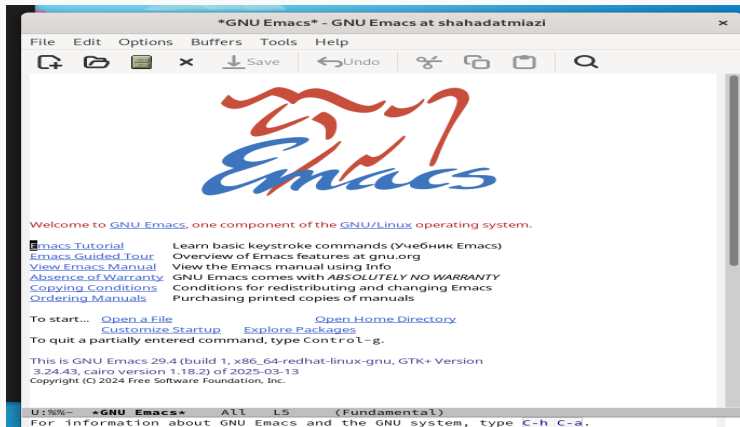 *GNU Emacs* - GNU Emacs at shahadatmiazi ×
File Edit Options Buffers Tools Help
Save Undo
Emacs
Welcome to GNU Emacs, one component of the GNU/Linux operating system.
Emacs Tutorial Learn basic keystroke commands (Учебник Emacs)
Emacs Guided Tour Overview of Emacs features at gnu.org
View Emacs Manual View the Emacs manual using Info
Absence of Warranty GNU Emacs comes with ABSOLUTELY NO WARRANTY
Copying Conditions Conditions for redistributing and changing Emacs
Ordering Manuals Purchasing printed copies of manuals
To start... Open a File Open Home Directory
Customize Startup Explore Packages
To quit a partially entered command, type Control-g.
This is GNU Emacs 29.4 (build 1, x86_64-redhat-linux-gnu, GTK+ Version
3.24.43, cairo version 1.18.2) of 2025-03-13
Copyright (C) 2024 Free Software Foundation, Inc.
U:%%- *GNU Emacs* All L5 (Fundamental)
For information about GNU Emacs and the GNU system, type C-h C-a.